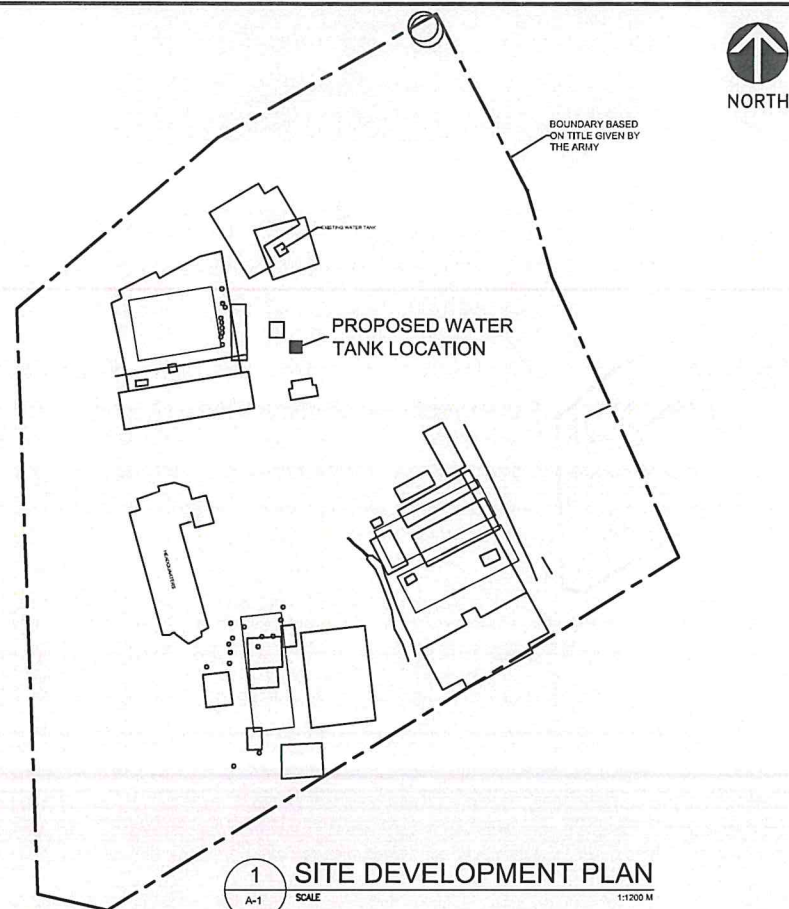 NORTH
BOUNDARY BASED
ON TITLE GIVEN BY
THE ARMY
EXISTING WATER TANK
PROPOSED WATER
TANK LOCATION
HEADQUARTERS
1
A-1
SITE DEVELOPMENT PLAN
SCALE
1:1200 M